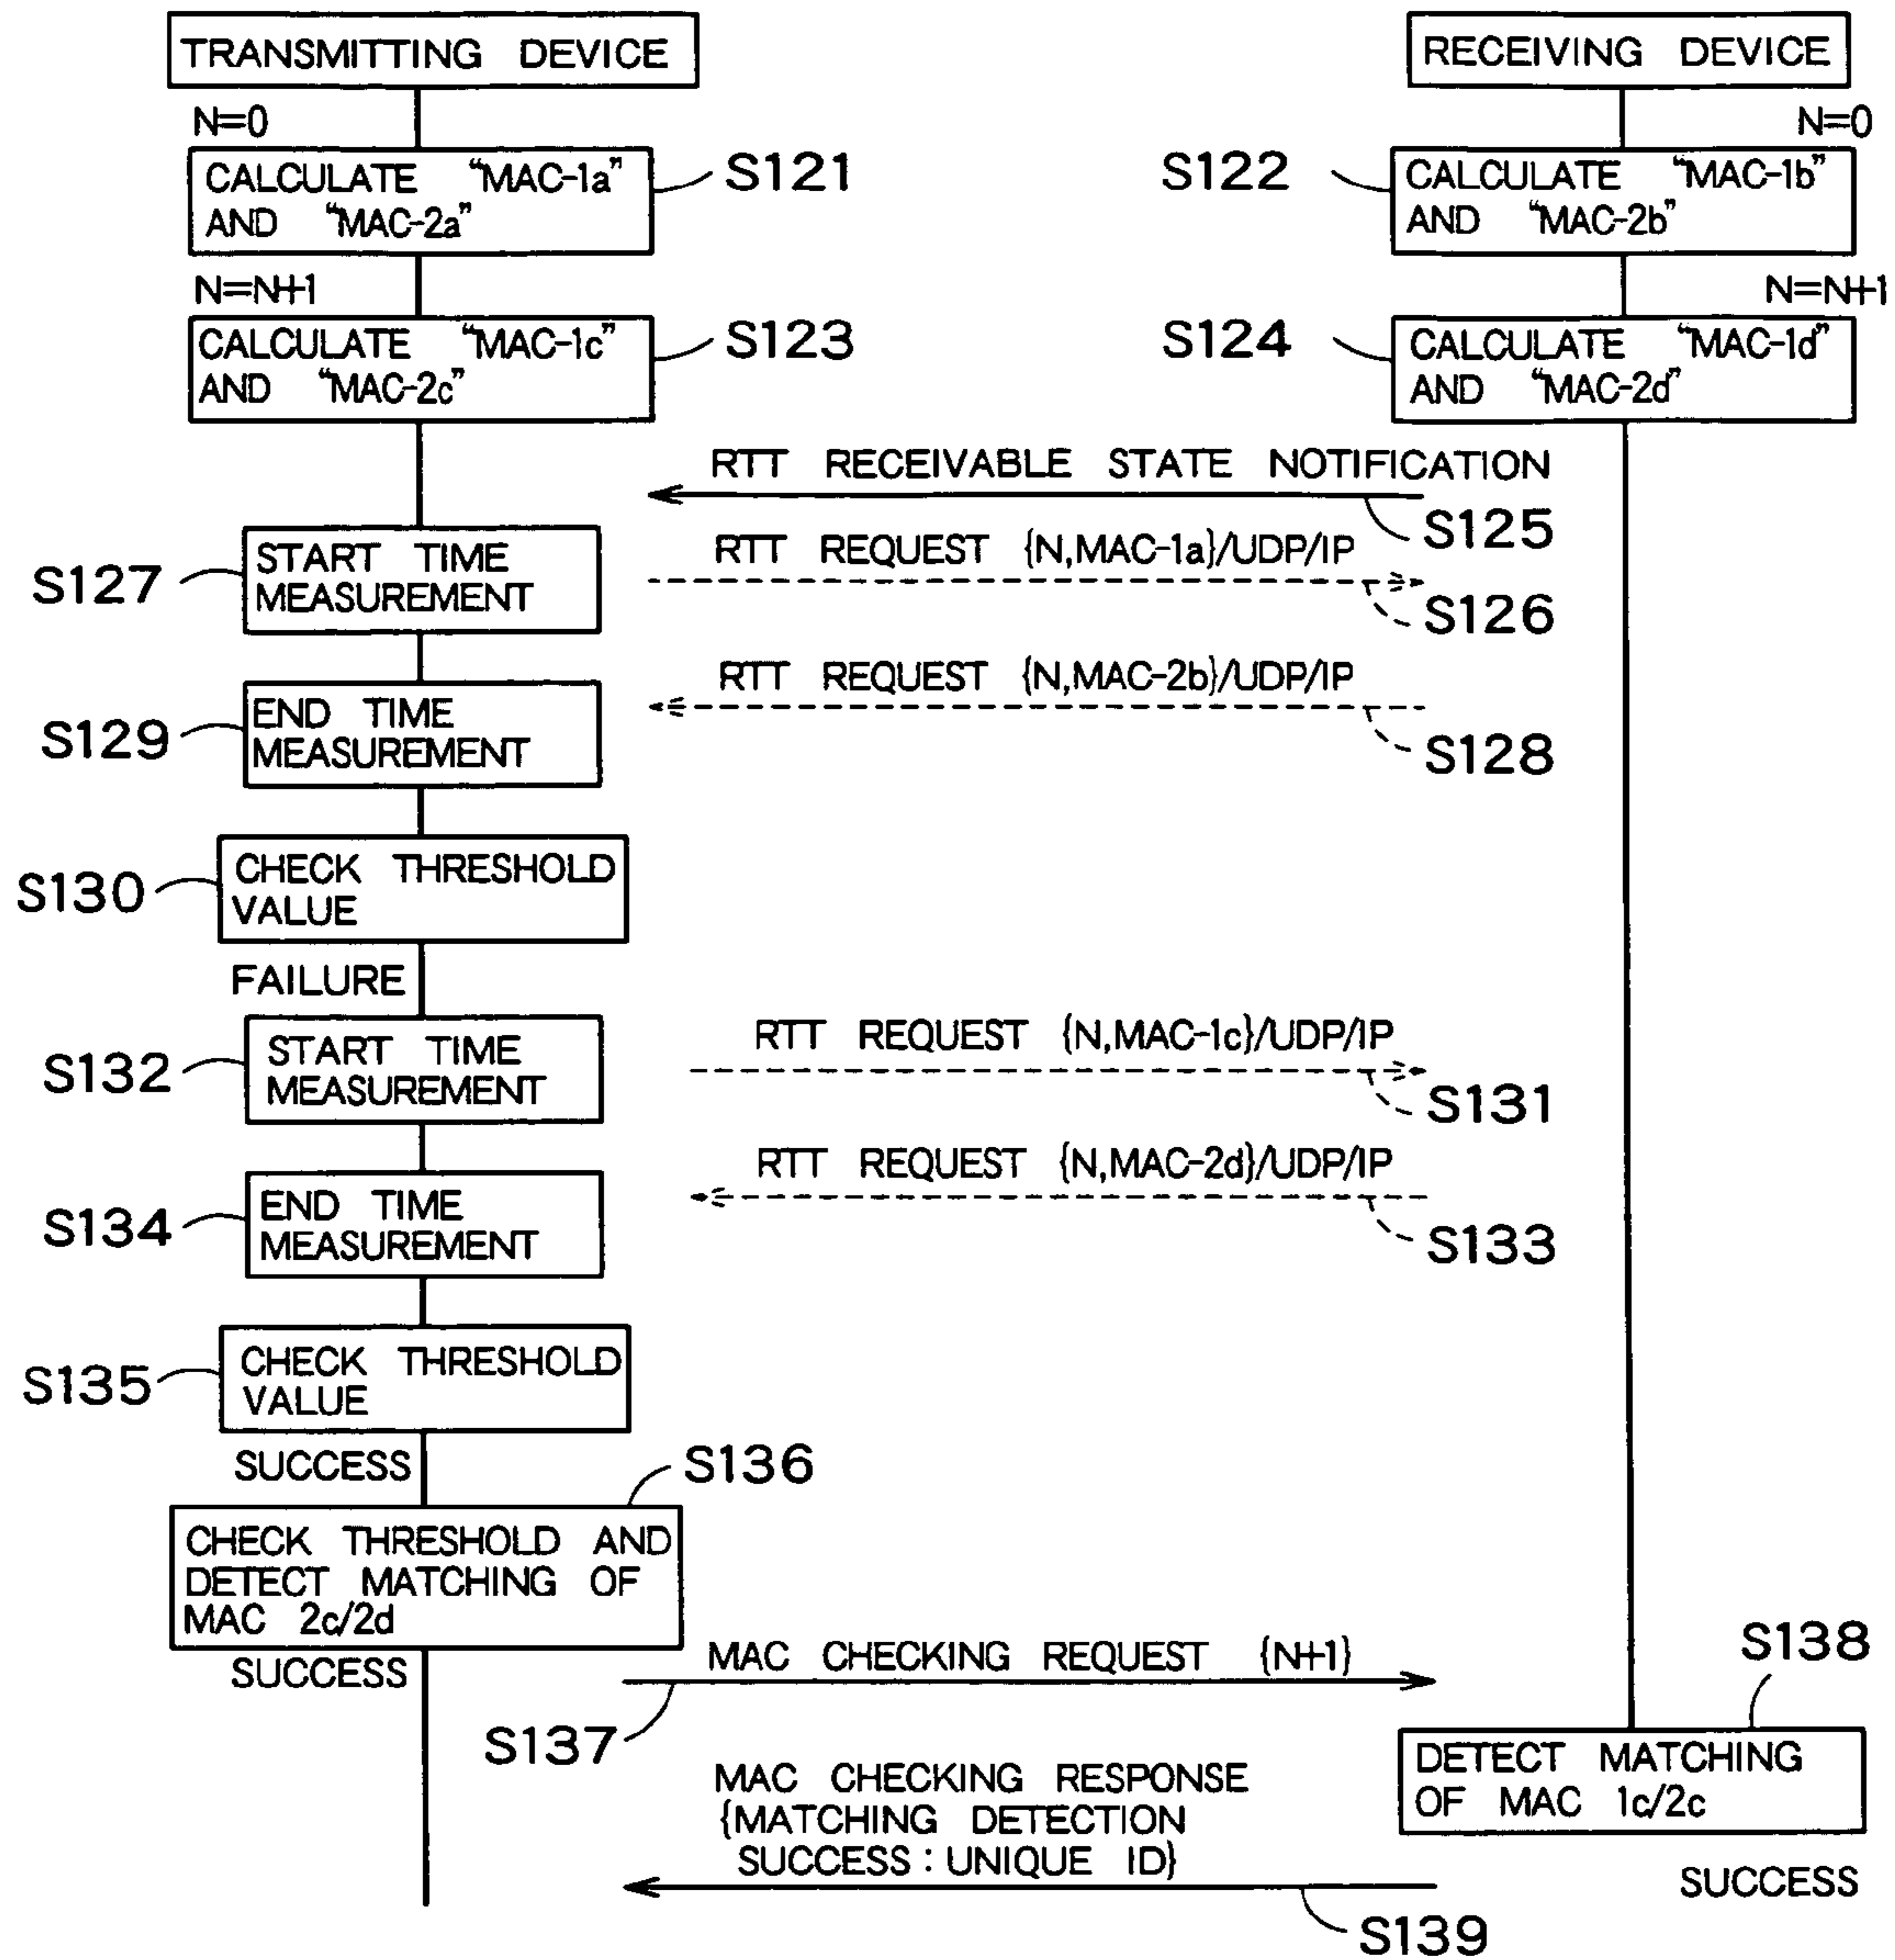 TRANSMITTING DEVICE
RECEIVING DEVICE
N=0
N=0
CALCULATE "MAC-1a"
AND "MAC-2a"
S121
S122
CALCULATE "MAC-1b"
AND "MAC-2b"
N=N+1
N=N+1
CALCULATE "MAC-1c"
AND "MAC-2c"
S123
S124
CALCULATE "MAC-1d"
AND "MAC-2d"
RTT RECEIVABLE STATE NOTIFICATION
S125
S127
START TIME
MEASUREMENT
RTT REQUEST {N,MAC-1a}/UDP/IP
S126
S129
END TIME
MEASUREMENT
RTT REQUEST {N,MAC-2b}/UDP/IP
S128
S130
CHECK THRESHOLD
VALUE
FAILURE
S132
START TIME
MEASUREMENT
RTT REQUEST {N,MAC-1c}/UDP/IP
S131
S134
END TIME
MEASUREMENT
RTT REQUEST {N,MAC-2d}/UDP/IP
S133
S135
CHECK THRESHOLD
VALUE
SUCCESS
S136
CHECK THRESHOLD AND
DETECT MATCHING OF
MAC 2c/2d
SUCCESS
MAC CHECKING REQUEST {N+1}
S137
S138
DETECT MATCHING
OF MAC 1c/2c
MAC CHECKING RESPONSE
{MATCHING DETECTION
SUCCESS : UNIQUE ID}
SUCCESS
S139